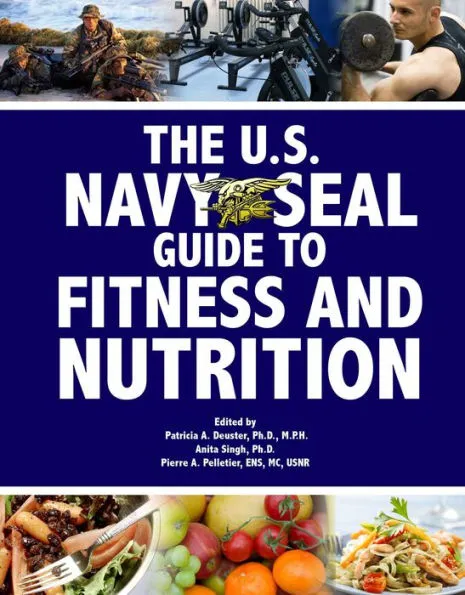 THE U.S.
NAVY SEAL
GUIDE TO
FITNESS AND
NUTRITION
Edited by
Patricia A. Deuster, Ph.D., M.P.H.
Anita Singh, Ph.D.
Pierre A. Pelletier, ENS, MC, USNR